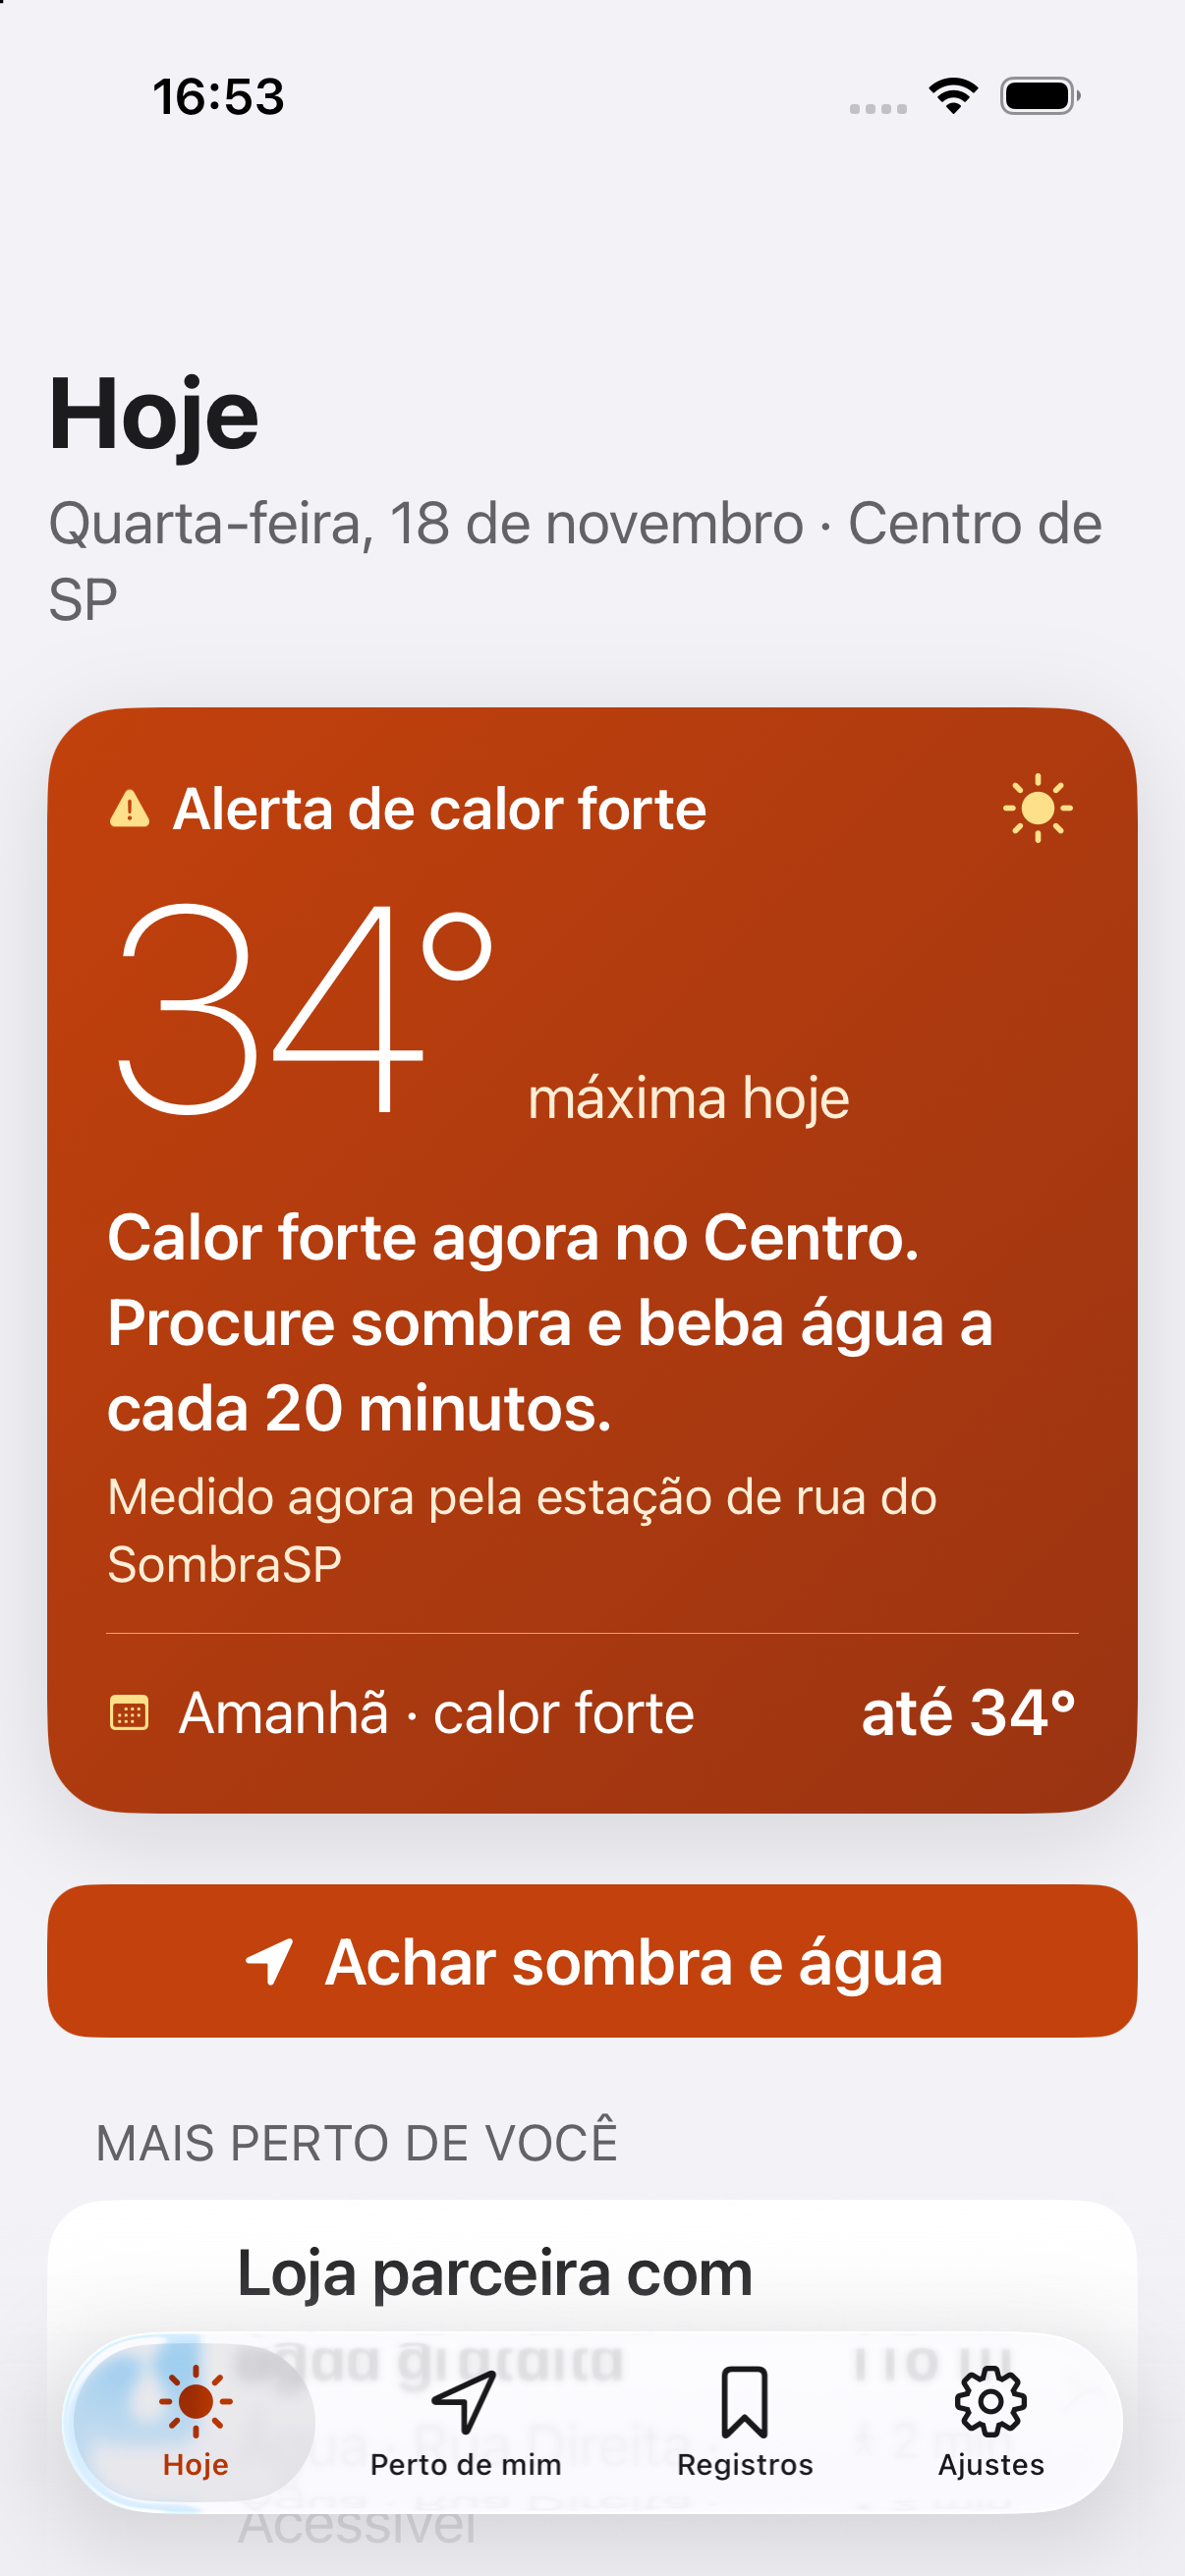 16:53
Hoje
Quarta-feira, 18 de novembro · Centro de
SP
Alerta de calor forte
34°
máxima hoje
Calor forte agora no Centro.
Procure sombra e beba água a
cada 20 minutos.
Medido agora pela estação de rua do
SombraSP
Amanhã · calor forte
até 34°
Achar sombra e água
MAIS PERTO DE VOCÊ
Loja parceira com
Hoje
Perto de mim
Registros
Ajustes
Acessível